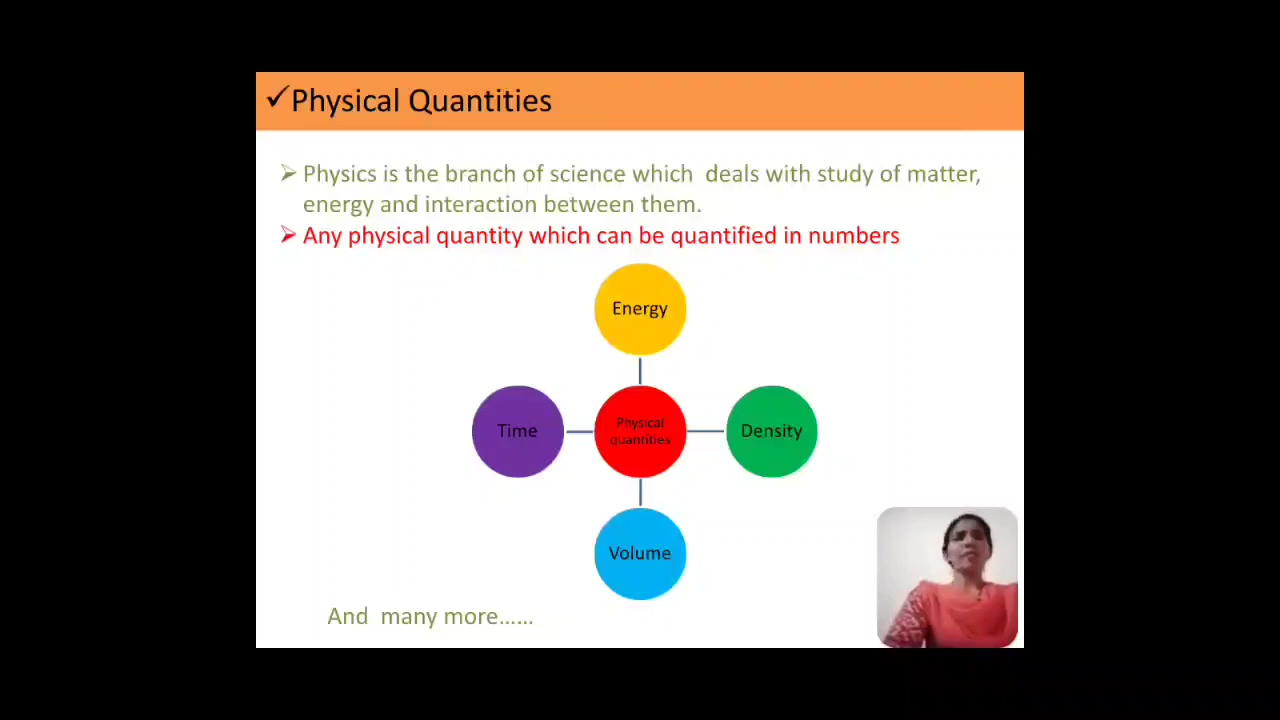 ✓Physical Quantities
➢ Physics is the branch of science which deals with study of matter,
energy and interaction between them.
➢ Any physical quantity which can be quantified in numbers
Energy
Time
Physical
quantities
Density
Volume
And many more......